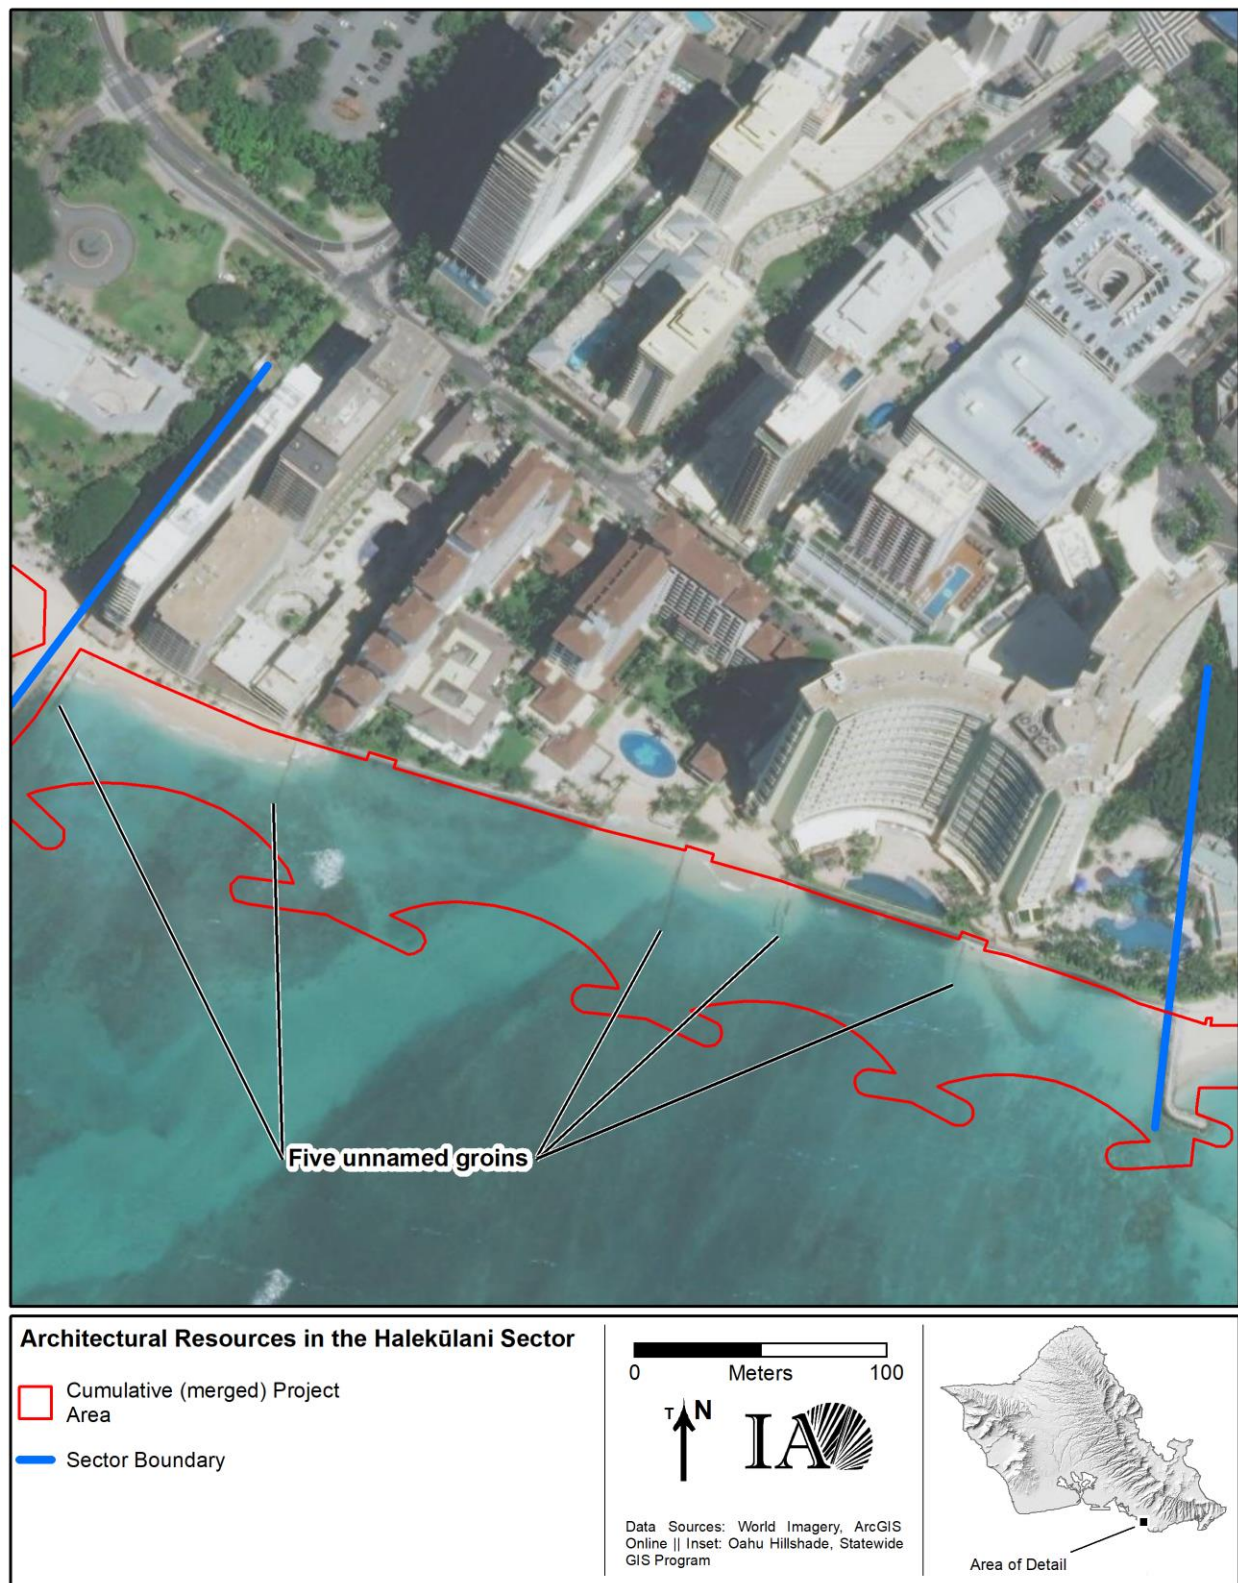 Five unnamed groins
Architectural Resources in the Halekūlani Sector
Cumulative (merged) Project
Area
Sector Boundary
0 Meters 100
T N
IA
Data Sources: World Imagery, ArcGIS
Online || Inset: Oahu Hillshade, Statewide
GIS Program
Area of Detail